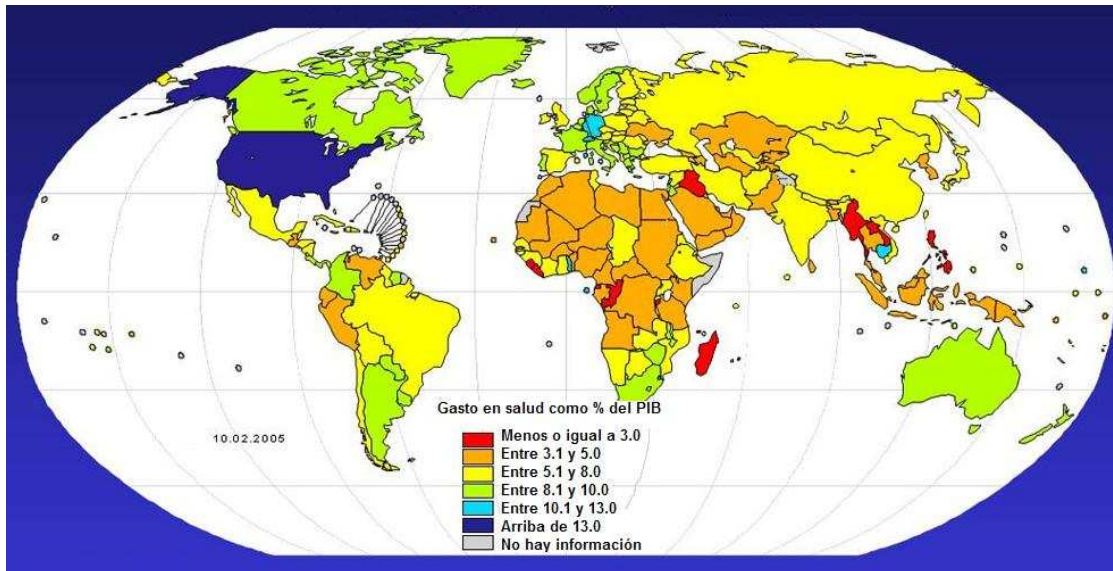 Gasto en salud como % del PIB
10.02.2005
Menos o igual a 3.0
Entre 3.1 y 5.0
Entre 5.1 y 8.0
Entre 8.1 y 10.0
Entre 10.1 y 13.0
Arriba de 13.0
No hay información